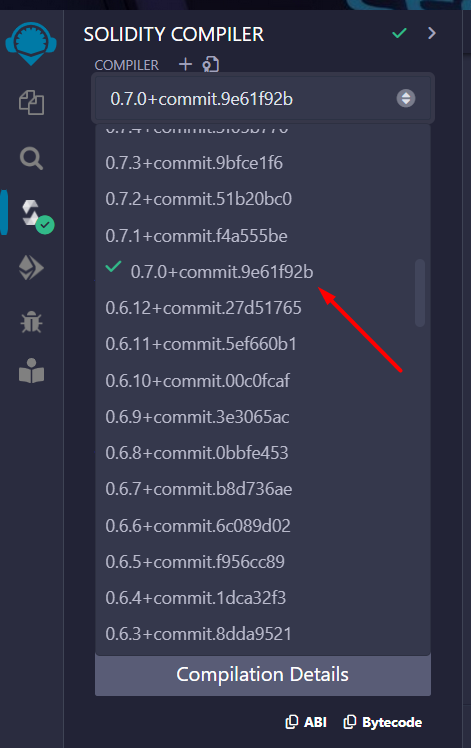 SOLIDITY COMPILER
COMPILER
0.7.0+commit.9e61f92b
0.7.3+commit.9bfce1f6
0.7.2+commit.51b20bc0
0.7.1+commit.f4a555be
0.7.0+commit.9e61f92b
0.6.12+commit.27d51765
0.6.11+commit.5ef660b1
0.6.10+commit.00c0fcaf
0.6.9+commit.3e3065ac
0.6.8+commit.0bbfe453
0.6.7+commit.b8d736ae
0.6.6+commit.6c089d02
0.6.5+commit.f956cc89
0.6.4+commit.1dca32f3
0.6.3+commit.8dda9521
Compilation Details
ABI Bytecode